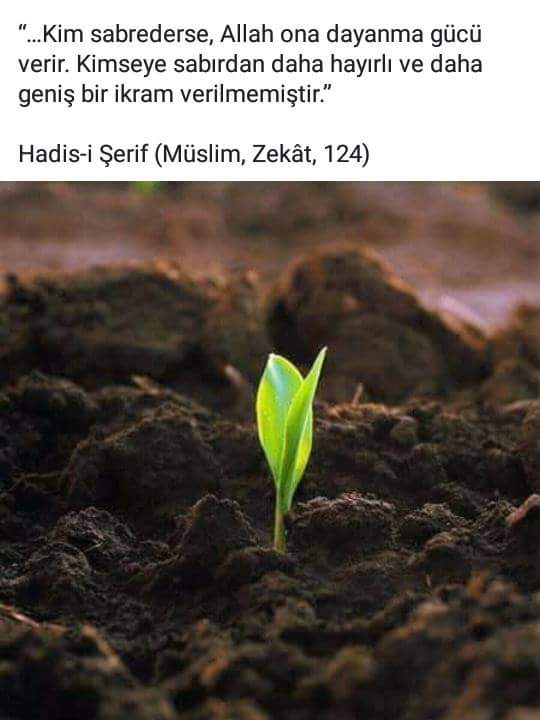 “…Kim sabrederse, Allah ona dayanma gücü
verir. Kimseye sabırdan daha hayırlı ve daha
geniş bir ikram verilmemiştir.”
Hadis-i Şerif (Müslim, Zekât, 124)